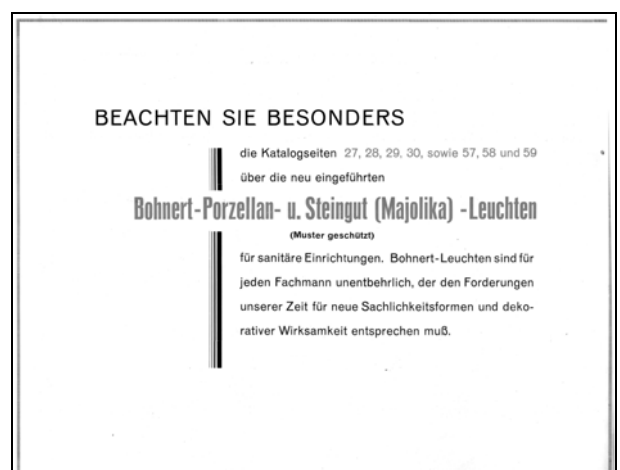 BEACHTEN SIE BESONDERS
die Katalogseiten 27, 28, 29, 30, sowie 57, 58 und 59
über die neu eingeführten
Bohnert-Porzellan- u. Steingut (Majolika) -Leuchten
(Muster geschützt)
für sanitäre Einrichtungen. Bohnert-Leuchten sind für
jeden Fachmann unentbehrlich, der den Forderungen
unserer Zeit für neue Sachlichkeitsformen und deko-
rativer Wirksamkeit entsprechen muß.